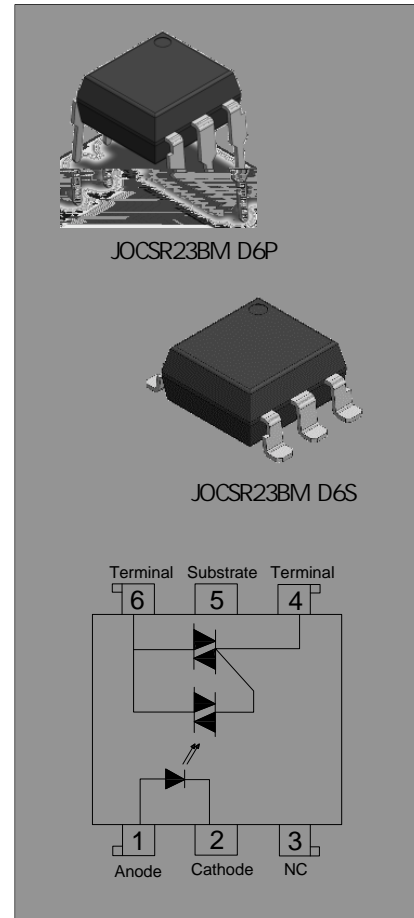 JOCSR23BM D6P
JOCSR23BM D6S
Terminal Substrate Terminal
6 5 4
1 2 3
Anode Cathode NC